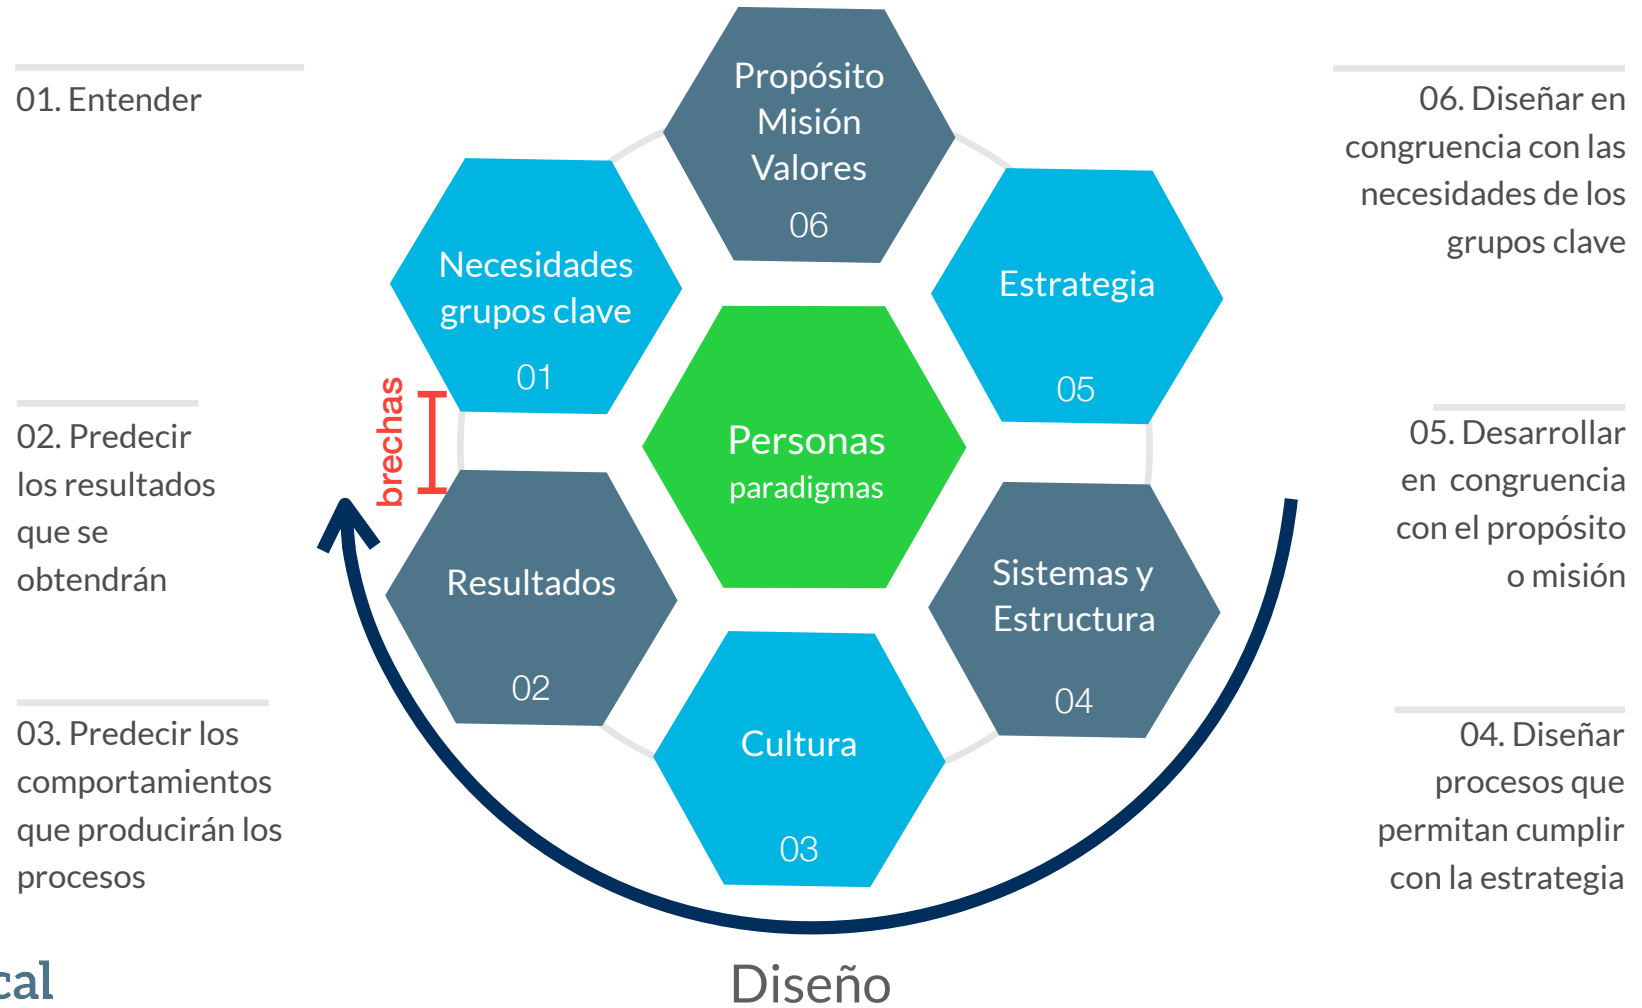 01. Entender
02. Predecir
los resultados
que se
obtendrán
03. Predecir los
comportamientos
que producirán los
procesos
Propósito
Misión
Valores
06
Necesidades
grupos clave
01
Estrategia
05
brechas
Personas
paradigmas
Resultados
02
Sistemas y
Estructura
04
Cultura
03
Diseño
06. Diseñar en
congruencia con las
necesidades de los
grupos clave
05. Desarrollar
en congruencia
con el propósito
o misión
04. Diseñar
procesos que
permitan cumplir
con la estrategia
cal